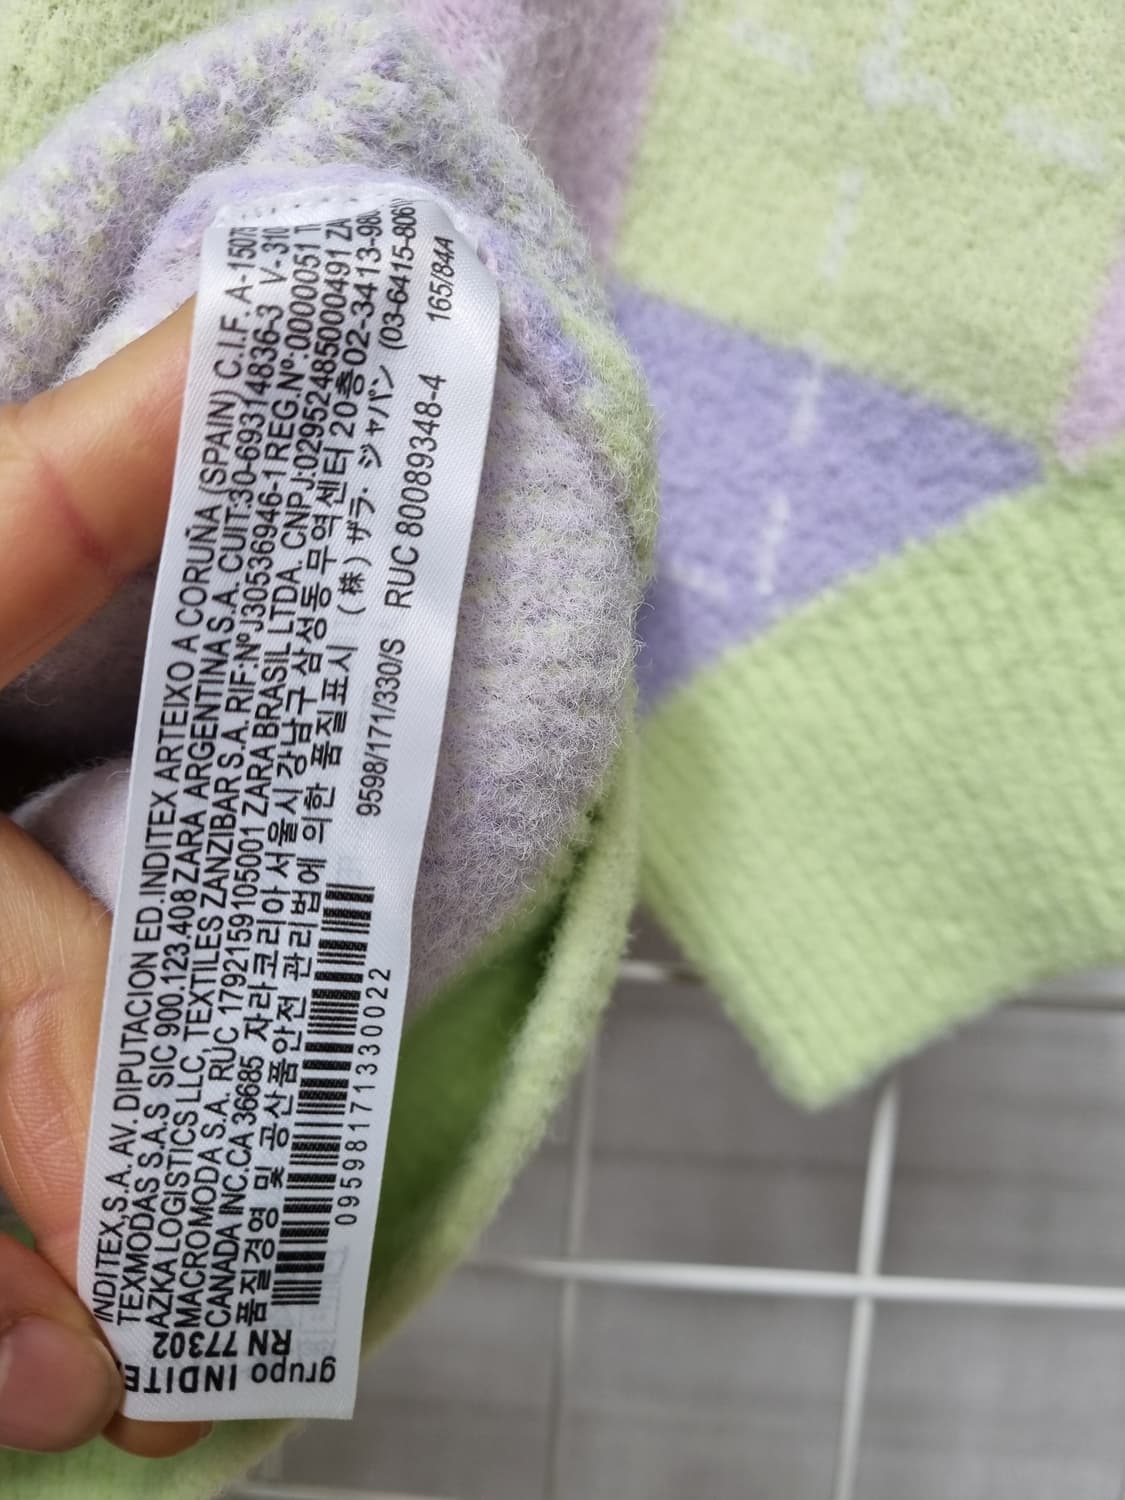 INDITEX,S.A. AV. DIPUTACION ED.INDITEX ARTEIXO A CORUÑA (SPAIN) C.I.F. A-1507
TEXMODAS S.A.S SIC 900.123.408 ZARA ARGENTINA S.A. CUIT:30-69314836-3 V-310
AZKA LOGISTICS LLC, TEXTILES ZANZIBAR S.A. RIF:Nº J30536946-1 REG.Nº:0000051
MACROMODA S.A. RUC 1792159105001 ZARA BRASIL LTDA. CNPJ:02952485000491 ZA
CANADA INC.CA 36685 자라코리아 서울시 강남구 삼성동 무역센터 20층 02-3413-98
품질경영 및 공산품안전 관리법에 의한 품질표시 (株)ザラ・ジャパン (03-6415-806
9598/171/330/S RUC 80089348-4 165/84A
09598171330022
RN 77302
grupo INDITE